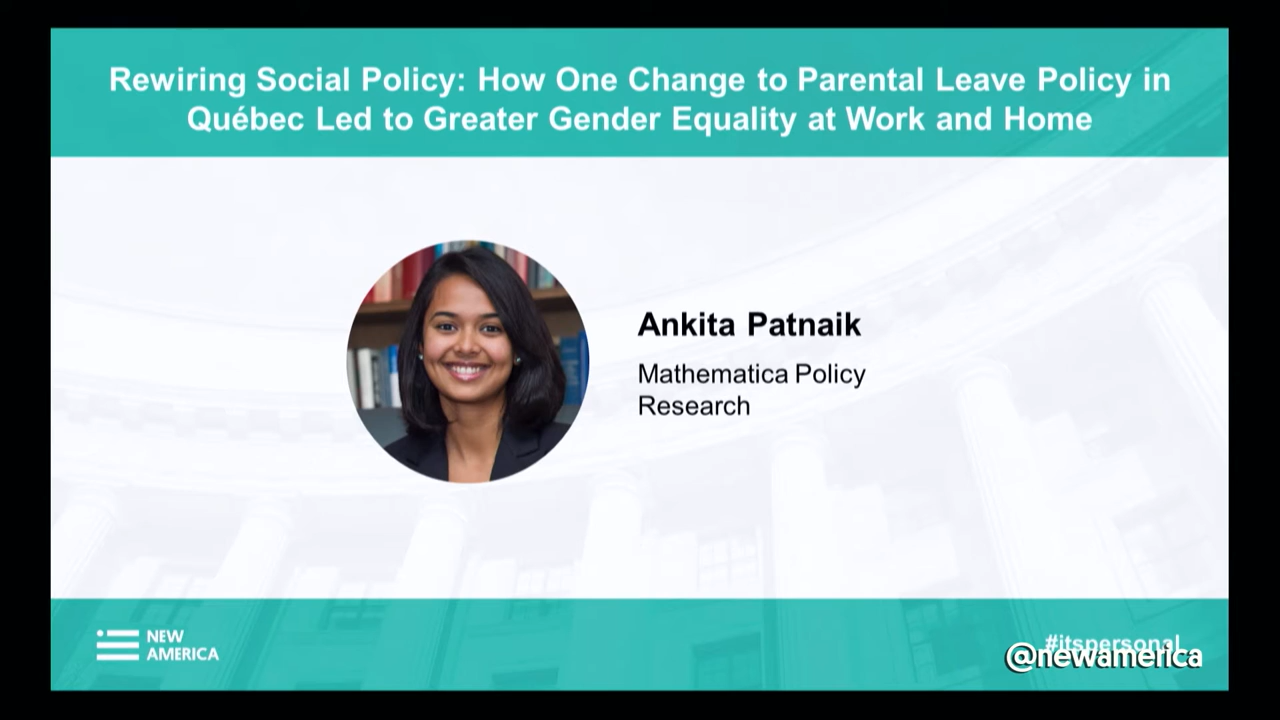 Rewiring Social Policy: How One Change to Parental Leave Policy in
Québec Led to Greater Gender Equality at Work and Home
Ankita Patnaik
Mathematica Policy
Research
NEW
AMERICA
#itspersonal
@newamerica